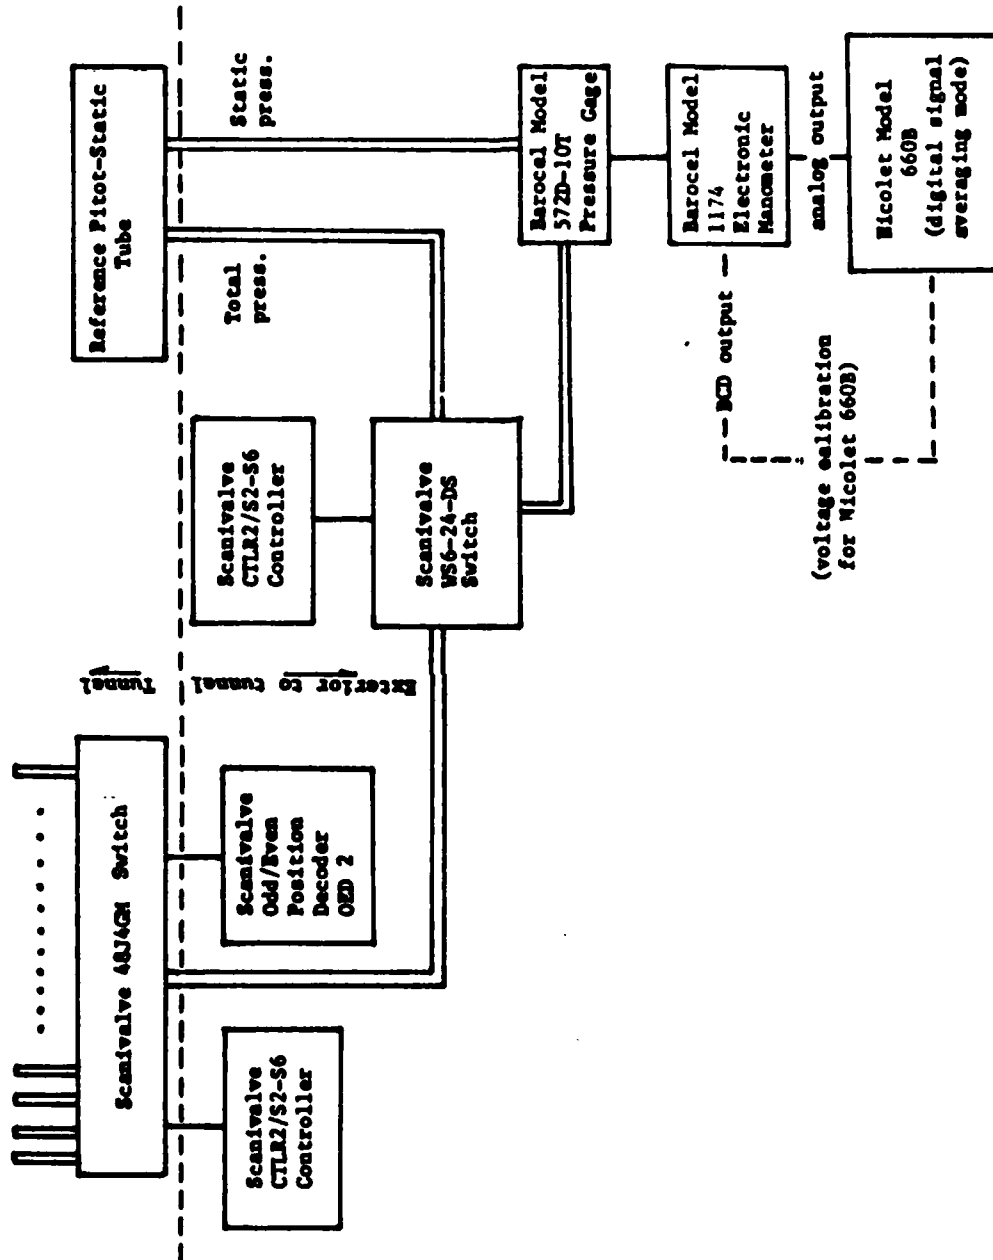 Scanivalve 48J4GM Switch
Reference Pitot-Static
Tube
Tunnel
Exterior to tunnel
Scanivalve
CTLR2/S2-S6
Controller
Scanivalve
Odd/Even
Position
Decoder
OED 2
Scanivalve
CTLR2/S2-S6
Controller
Total
press.
Static
press.
Scanivalve
WS6-24-DS
Switch
Barocel Model
572D-10T
Pressure Gage
Barocel Model
1174
Electronic
Manometer
BCD output
analog output
(voltage calibration
for Nicolet 660B)
Nicolet Model
660B
(digital signal
averaging mode)